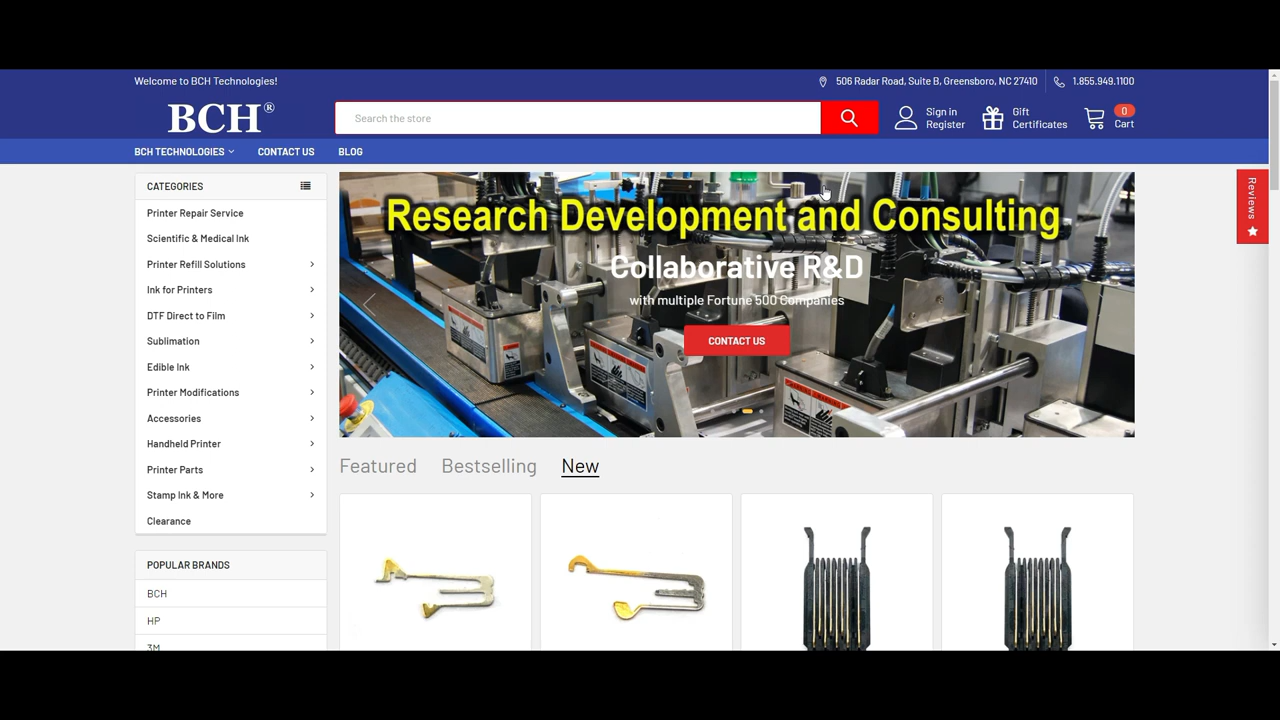 Welcome to BCH Technologies!
506 Radar Road, Suite B, Greensboro, NC 27410
1.855.949.1100
BCH®
Search the store
Sign in
Register
Gift
Certificates
0
Cart
BCH TECHNOLOGIES
CONTACT US
BLOG
CATEGORIES
Printer Repair Service
Scientific & Medical Ink
Printer Refill Solutions
Ink for Printers
DTF Direct to Film
Sublimation
Edible Ink
Printer Modifications
Accessories
Handheld Printer
Printer Parts
Stamp Ink & More
Clearance
POPULAR BRANDS
BCH
HP
3M
Research Development and Consulting
Collaborative R&D
with multiple Fortune 500 Companies
CONTACT US
Featured
Bestselling
New
Reviews